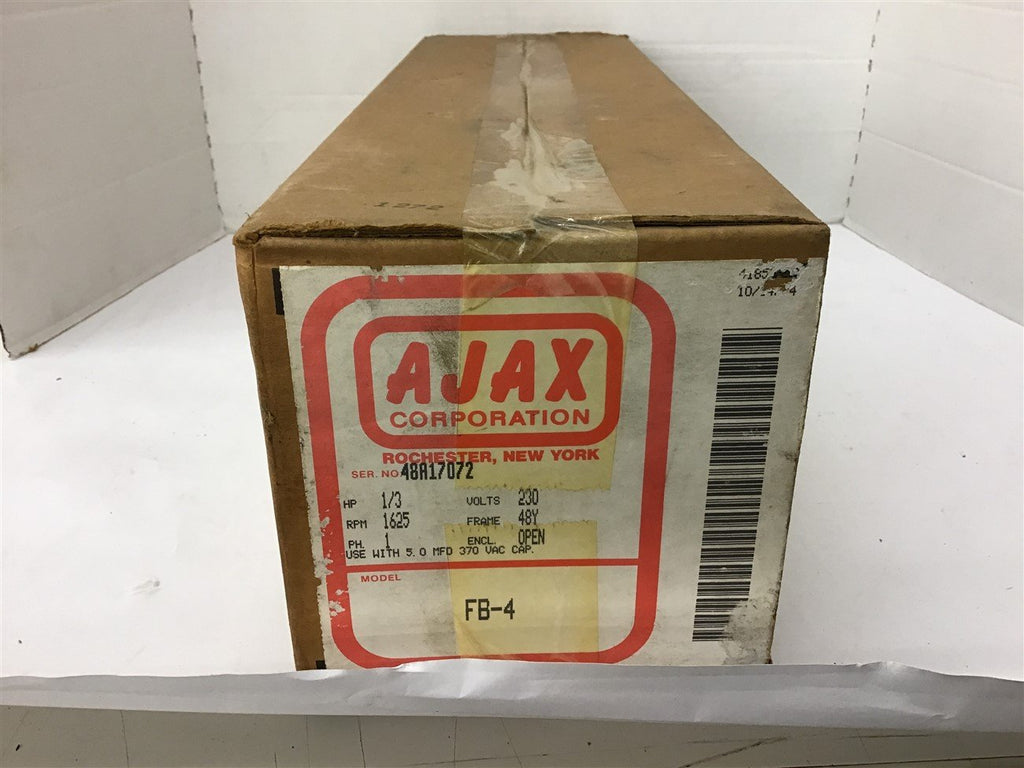 1272
AJAX
CORPORATION
ROCHESTER, NEW YORK
SER. NO. 48A17072
HP 1/3 VOLTS 230
RPM 1625 FRAME 48Y
PH. 1 ENCL. OPEN
USE WITH 5.0 MFD 370 VAC CAP.
MODEL
FB-4